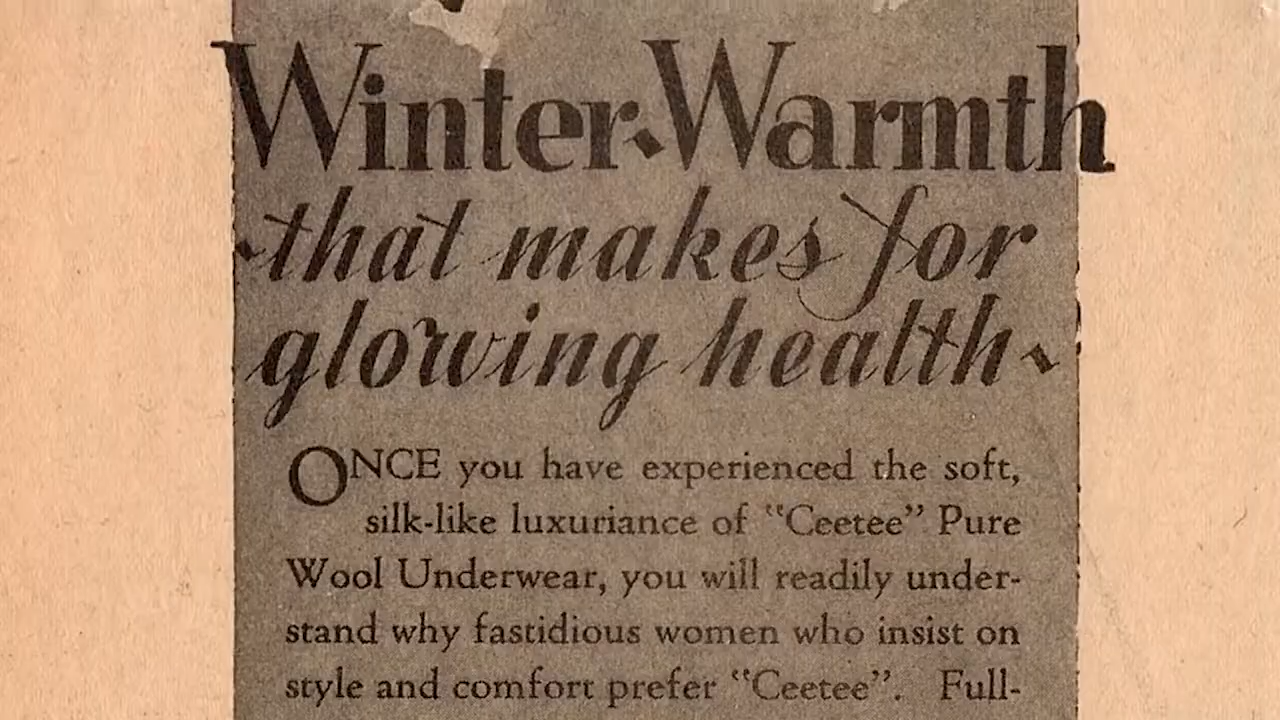 Winter Warmth
that makes for
glowing health
ONCE you have experienced the soft,
silk-like luxuriance of "Ceetee" Pure
Wool Underwear, you will readily under-
stand why fastidious women who insist on
style and comfort prefer "Ceetee". Full-